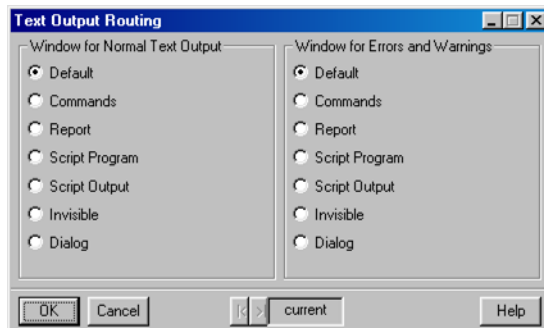 Text Output Routing
Window for Normal Text Output
Default
Commands
Report
Script Program
Script Output
Invisible
Dialog
Window for Errors and Warnings
Default
Commands
Report
Script Program
Script Output
Invisible
Dialog
OK
Cancel
current
Help